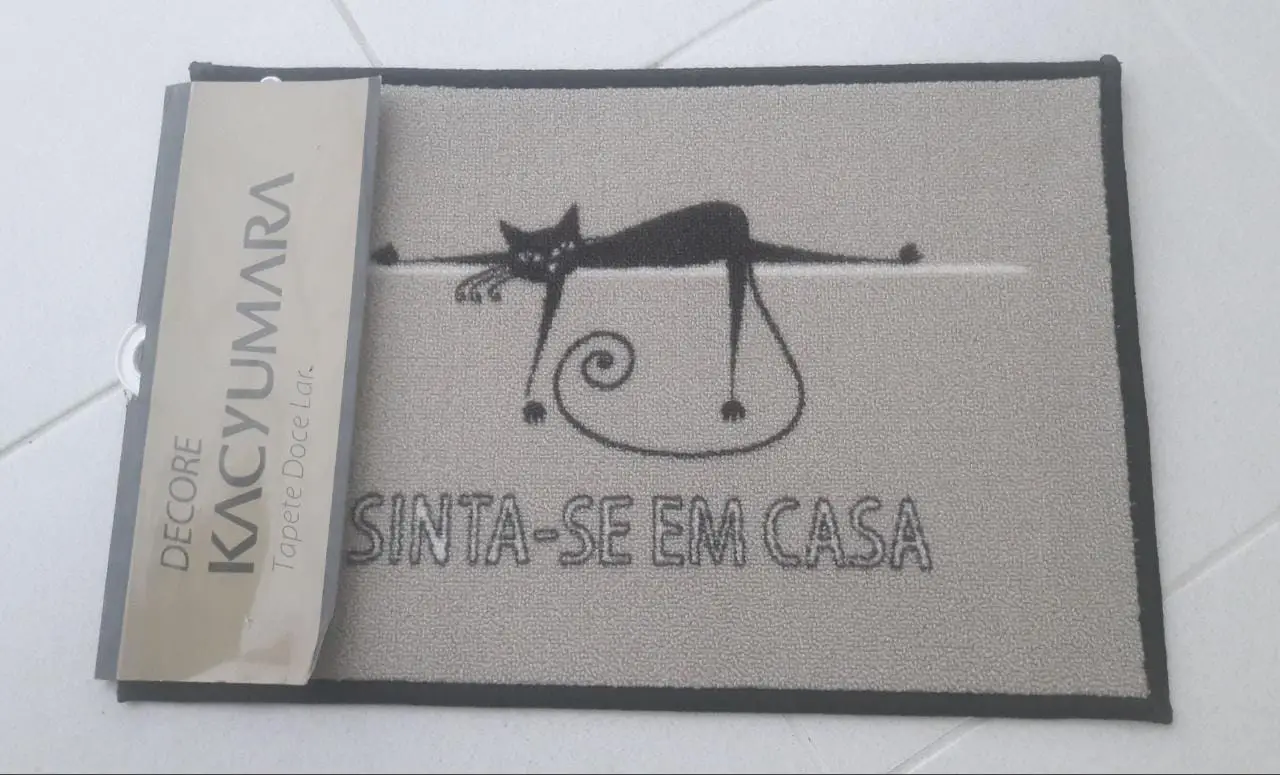 DECORE
KACYUMARA
Tapete Doce Lar.
SINTA-SE EM CASA